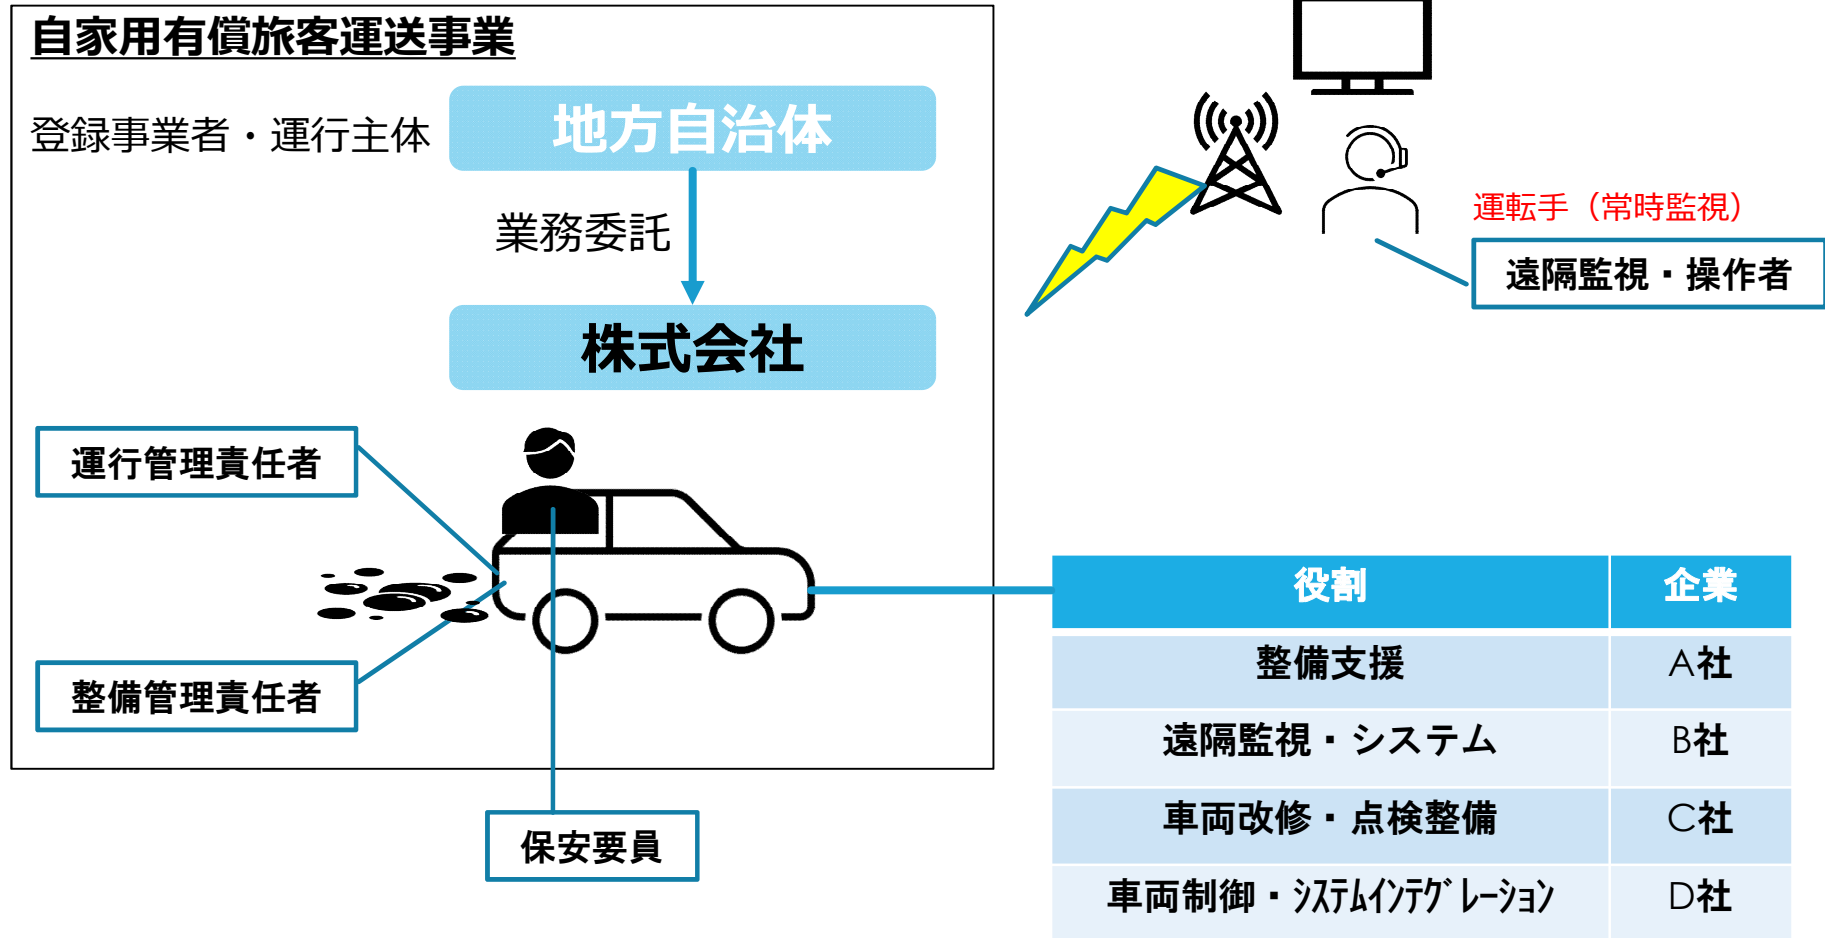 自家用有償旅客運送事業
登録事業者・運行主体
地方自治体
業務委託
株式会社
運転手（常時監視）
遠隔監視・操作者
運行管理責任者
整備管理責任者
保安要員
役割 企業
整備支援 A社
遠隔監視・システム B社
車両改修・点検整備 C社
車両制御・ｼｽﾃﾑｲﾝﾃｸﾞﾚｰｼｮﾝ D社